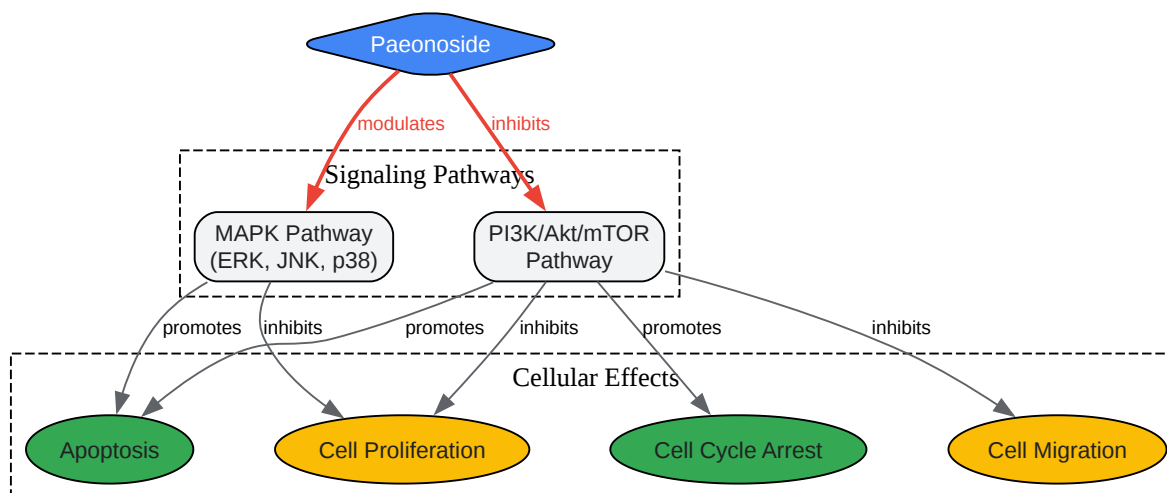 Paeonoside
modulates
inhibits
Signaling Pathways
MAPK Pathway
(ERK, JNK, p38)
PI3K/Akt/mTOR
Pathway
promotes
inhibits
promotes
inhibits
promotes
inhibits
Cellular Effects
Apoptosis
Cell Proliferation
Cell Cycle Arrest
Cell Migration